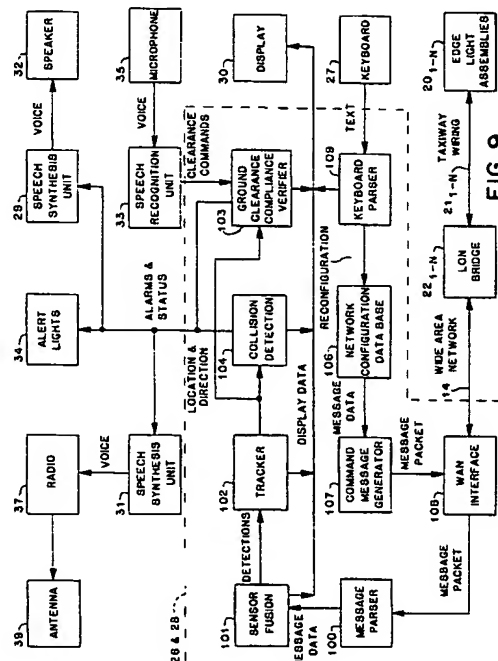 39
ANTENNA
37
RADIO
34
ALERT
LIGHTS
29
SPEECH
SYNTHESIS
UNIT
VOICE
32
SPEAKER
VOICE
31
SPEECH
SYNTHESIS
UNIT
ALARMS &
STATUS
33
SPEECH
RECOGNITION
UNIT
VOICE
35
MICROPHONE
26 & 28
LOCATION &
DIRECTION
CLEARANCE
COMMANDS
101
SENSOR
FUSION
DETECTIONS
102
TRACKER
104
COLLISION
DETECTION
103
GROUND
CLEARANCE
COMPLIANCE
VERIFIER
30
DISPLAY
DISPLAY DATA
MESSAGE
DATA
100
MESSAGE
PARSER
107
COMMAND
MESSAGE
GENERATOR
MESSAGE DATA
106
NETWORK
CONFIGURATION
DATA BASE
RECONFIGURATION
109
KEYBOARD
PARSER
TEXT
27
KEYBOARD
MESSAGE
PACKET
MESSAGE
PACKET
108
WAN
INTERFACE
14
WIDE AREA
NETWORK
22 1-N
LON
BRIDGE
21 1-N
TAXIWAY
WIRING
20 1-N
EDGE
LIGHT
ASSEMBLIES
FIG. 9